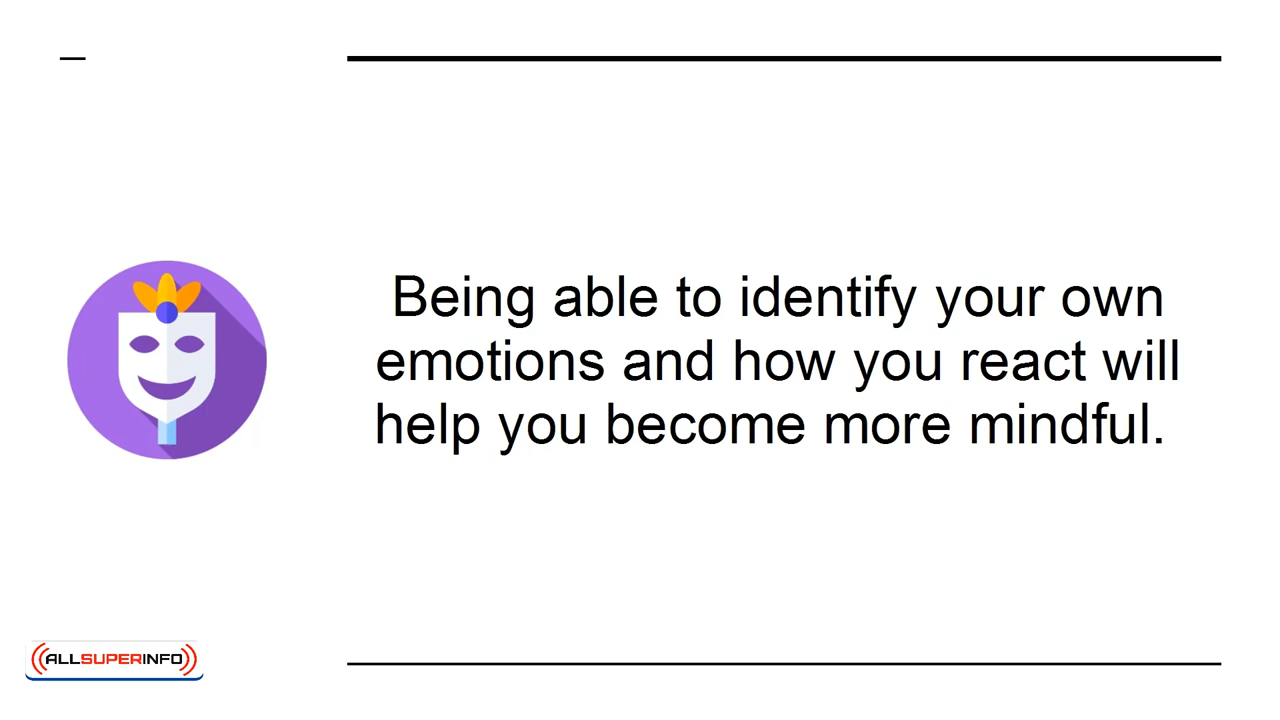 Being able to identify your own
emotions and how you react will
help you become more mindful.
ALLSUPERINFO